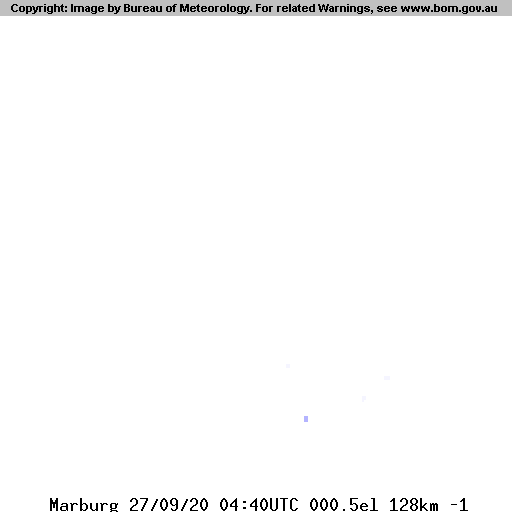 Copyright: Image by Bureau of Meteorology. For related Warnings, see www.bom.gov.au
Marburg 27/09/20 04:40UTC 000.5el 128km -1